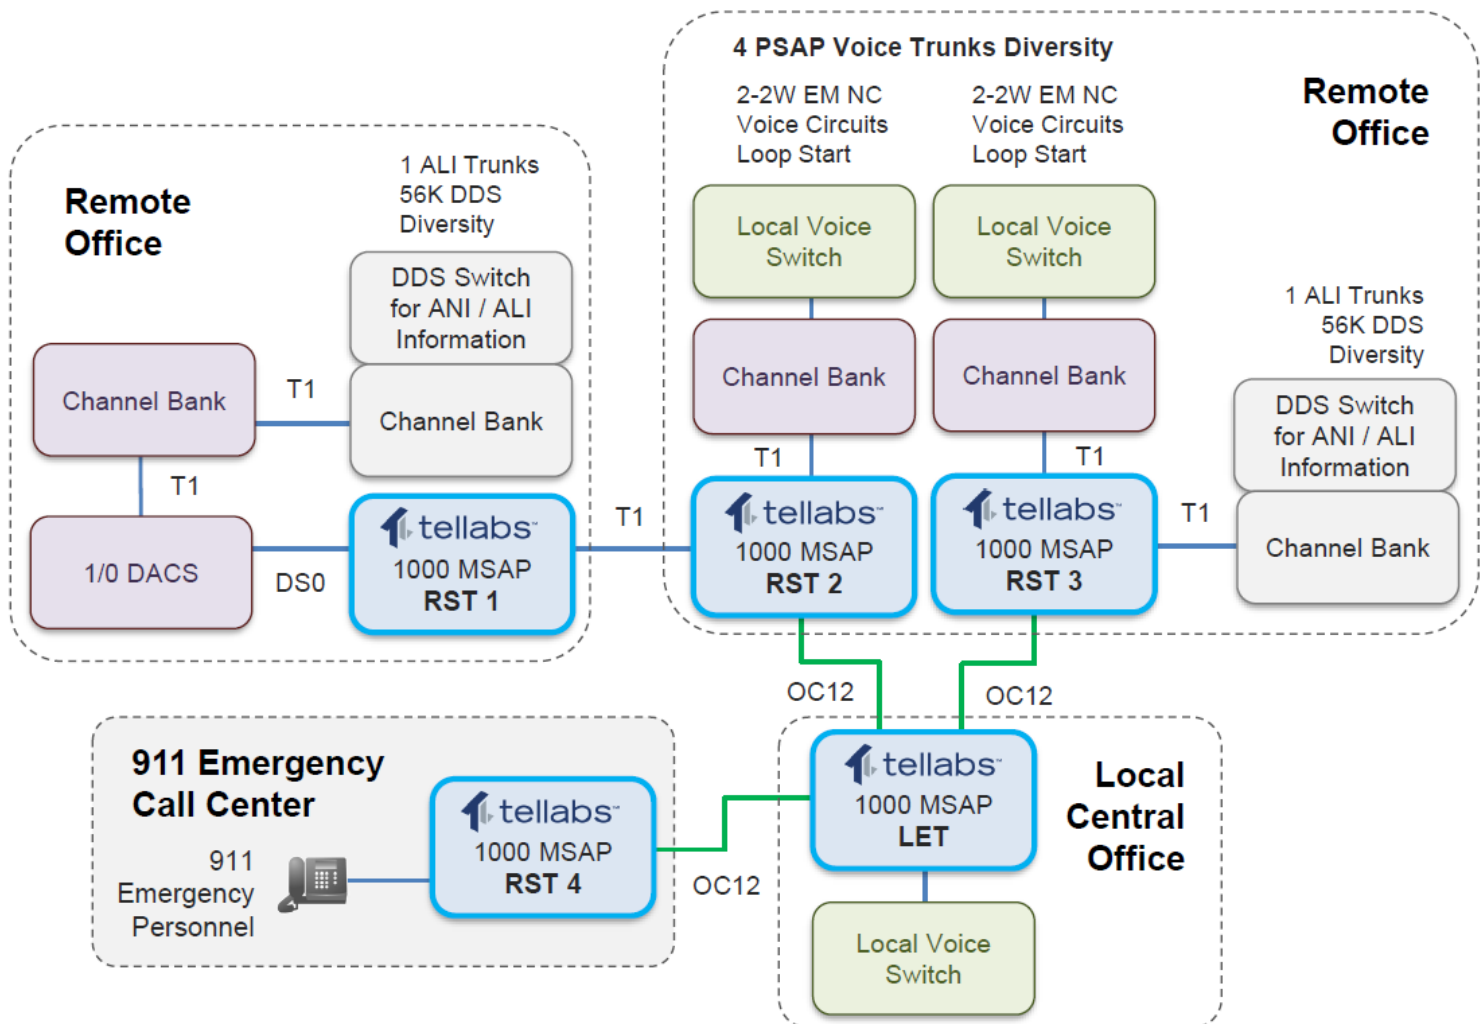 4 PSAP Voice Trunks Diversity
2-2W EM NC
Voice Circuits
Loop Start
2-2W EM NC
Voice Circuits
Loop Start
Remote
Office
1 ALI Trunks
56K DDS
Diversity
Remote
Office
Local Voice
Switch
Local Voice
Switch
DDS Switch
for ANI / ALI
Information
1 ALI Trunks
56K DDS
Diversity
Channel Bank
T1
Channel Bank
Channel Bank
Channel Bank
DDS Switch
for ANI / ALI
Information
T1
T1
T1
1/0 DACS
DS0
tellabs™
1000 MSAP
RST 1
T1
tellabs™
1000 MSAP
RST 2
tellabs™
1000 MSAP
RST 3
T1
Channel Bank
OC12
OC12
911 Emergency
Call Center
tellabs™
1000 MSAP
RST 4
911
Emergency
Personnel
OC12
tellabs™
1000 MSAP
LET
Local
Central
Office
Local Voice
Switch